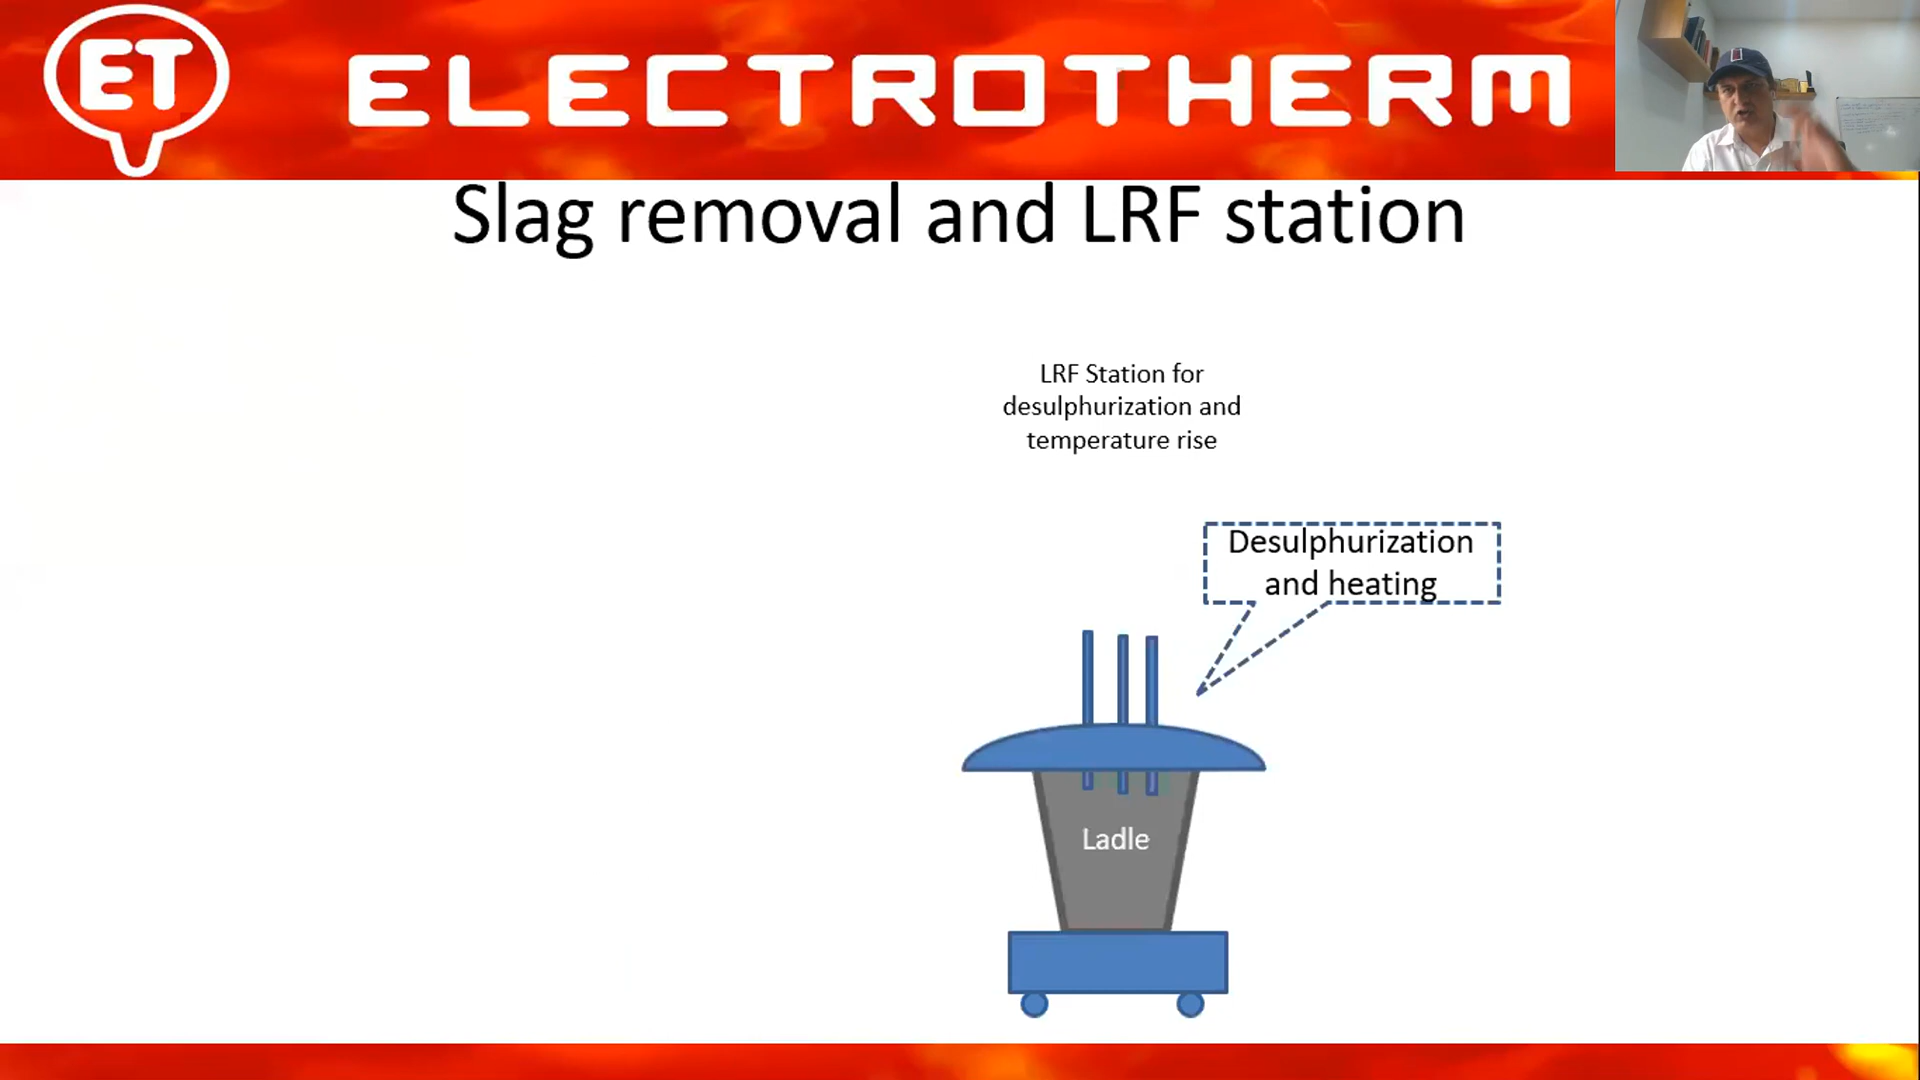 ET
ELECTROTHERM
Slag removal and LRF station
LRF Station for
desulphurization and
temperature rise
Desulphurization
and heating
Ladle